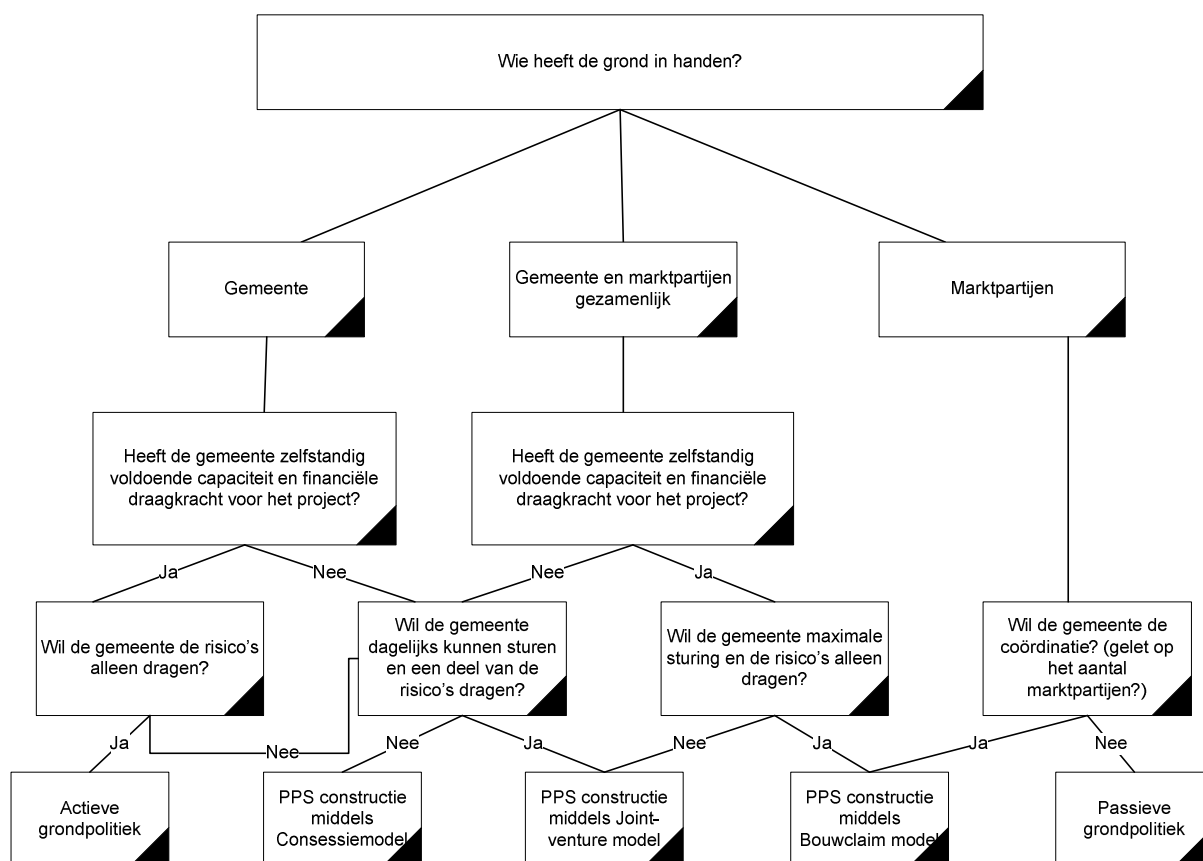 Wie heeft de grond in handen?
Gemeente
Gemeente en marktpartijen
gezamenlijk
Marktpartijen
Heeft de gemeente zelfstandig
voldoende capaciteit en financiële
draagkracht voor het project?
Heeft de gemeente zelfstandig
voldoende capaciteit en financiële
draagkracht voor het project?
Ja
Nee
Nee
Ja
Wil de gemeente de risico's
alleen dragen?
Wil de gemeente
dagelijks kunnen sturen
en een deel van de
risico's dragen?
Wil de gemeente maximale
sturing en de risico's alleen
dragen?
Wil de gemeente de
coördinatie? (gelet op
het aantal
marktpartijen?)
Ja
Nee
Nee
Ja
Nee
Ja
Ja
Nee
Actieve
grondpolitiek
PPS constructie
middels
Consessiemodel
PPS constructie
middels Joint-
venture model
PPS constructie
middels
Bouwclaim model
Passieve
grondpolitiek